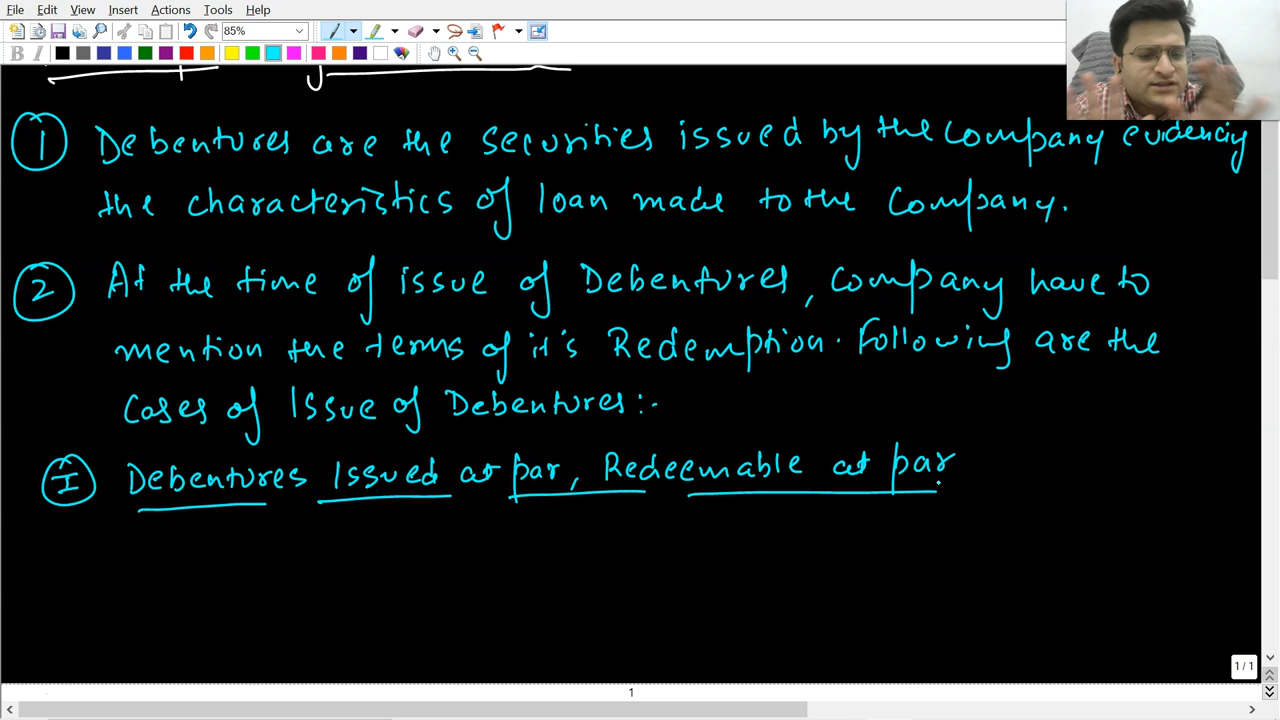 File Edit View Insert Actions Tools Help
85%
B I
① Debentures are the securities issued by the Company evidencing
the characteristics of loan made to the Company.
② At the time of issue of Debentures, Company have to
mention the terms of it's Redemption. Following are the
Cases of Issue of Debentures :-
Ⓘ Debentures Issued at par, Redeemable at par
1 / 1
1